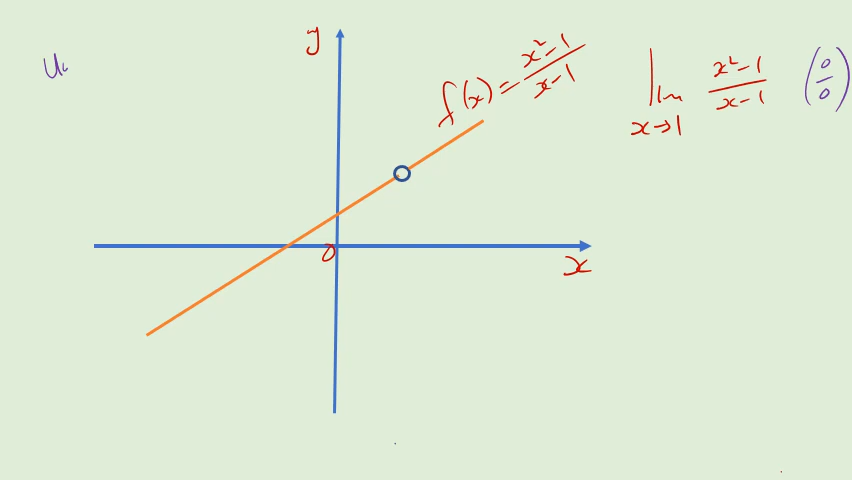 y
f(x) = x²-1 / x-1
lim x→1 x²-1 / x-1 (0/0)
0
x